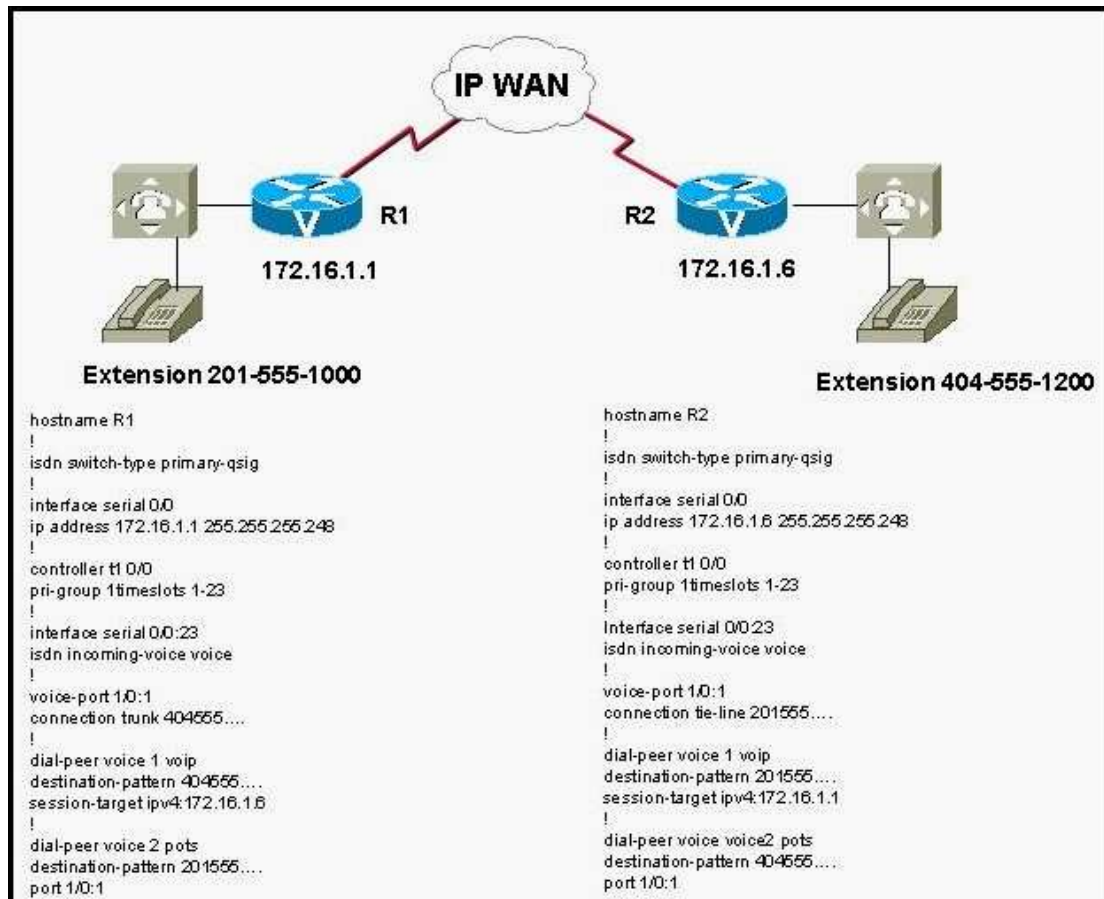 IP WAN
R1
R2
172.16.1.1
172.16.1.6
Extension 201-555-1000
Extension 404-555-1200
hostname R1
!
isdn switch-type primary-qsig
!
interface serial 0/0
ip address 172.16.1.1 255.255.255.248
!
controller t1 0/0
pri-group 1timeslots 1-23
!
interface serial 0/0:23
isdn incoming-voice voice
!
voice-port 1/0:1
connection trunk 404555....
!
dial-peer voice 1 voip
destination-pattern 404555....
session-target ipv4:172.16.1.6
!
dial-peer voice 2 pots
destination-pattern 201555....
port 1/0:1
hostname R2
!
isdn switch-type primary-qsig
!
interface serial 0/0
ip address 172.16.1.6 255.255.255.248
!
controller t1 0/0
pri-group 1timeslots 1-23
!
Interface serial 0/0:23
isdn incoming-voice voice
!
voice-port 1/0:1
connection tie-line 201555....
!
dial-peer voice 1 voip
destination-pattern 201555....
session-target ipv4:172.16.1.1
!
dial-peer voice voice2 pots
destination-pattern 404555....
port 1/0:1